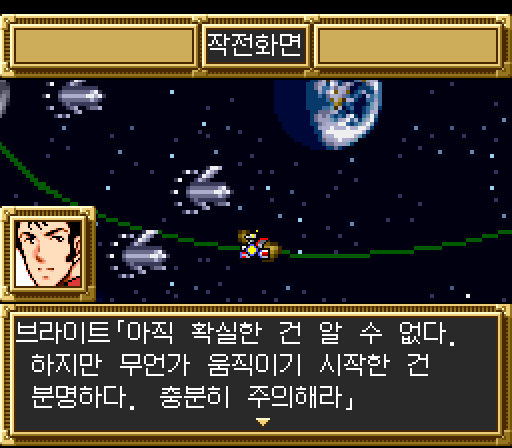 작전화면
브라이트「아직 확실한 건 알 수 없다.
하지만 무언가 움직이기 시작한 건
분명하다. 충분히 주의해라」